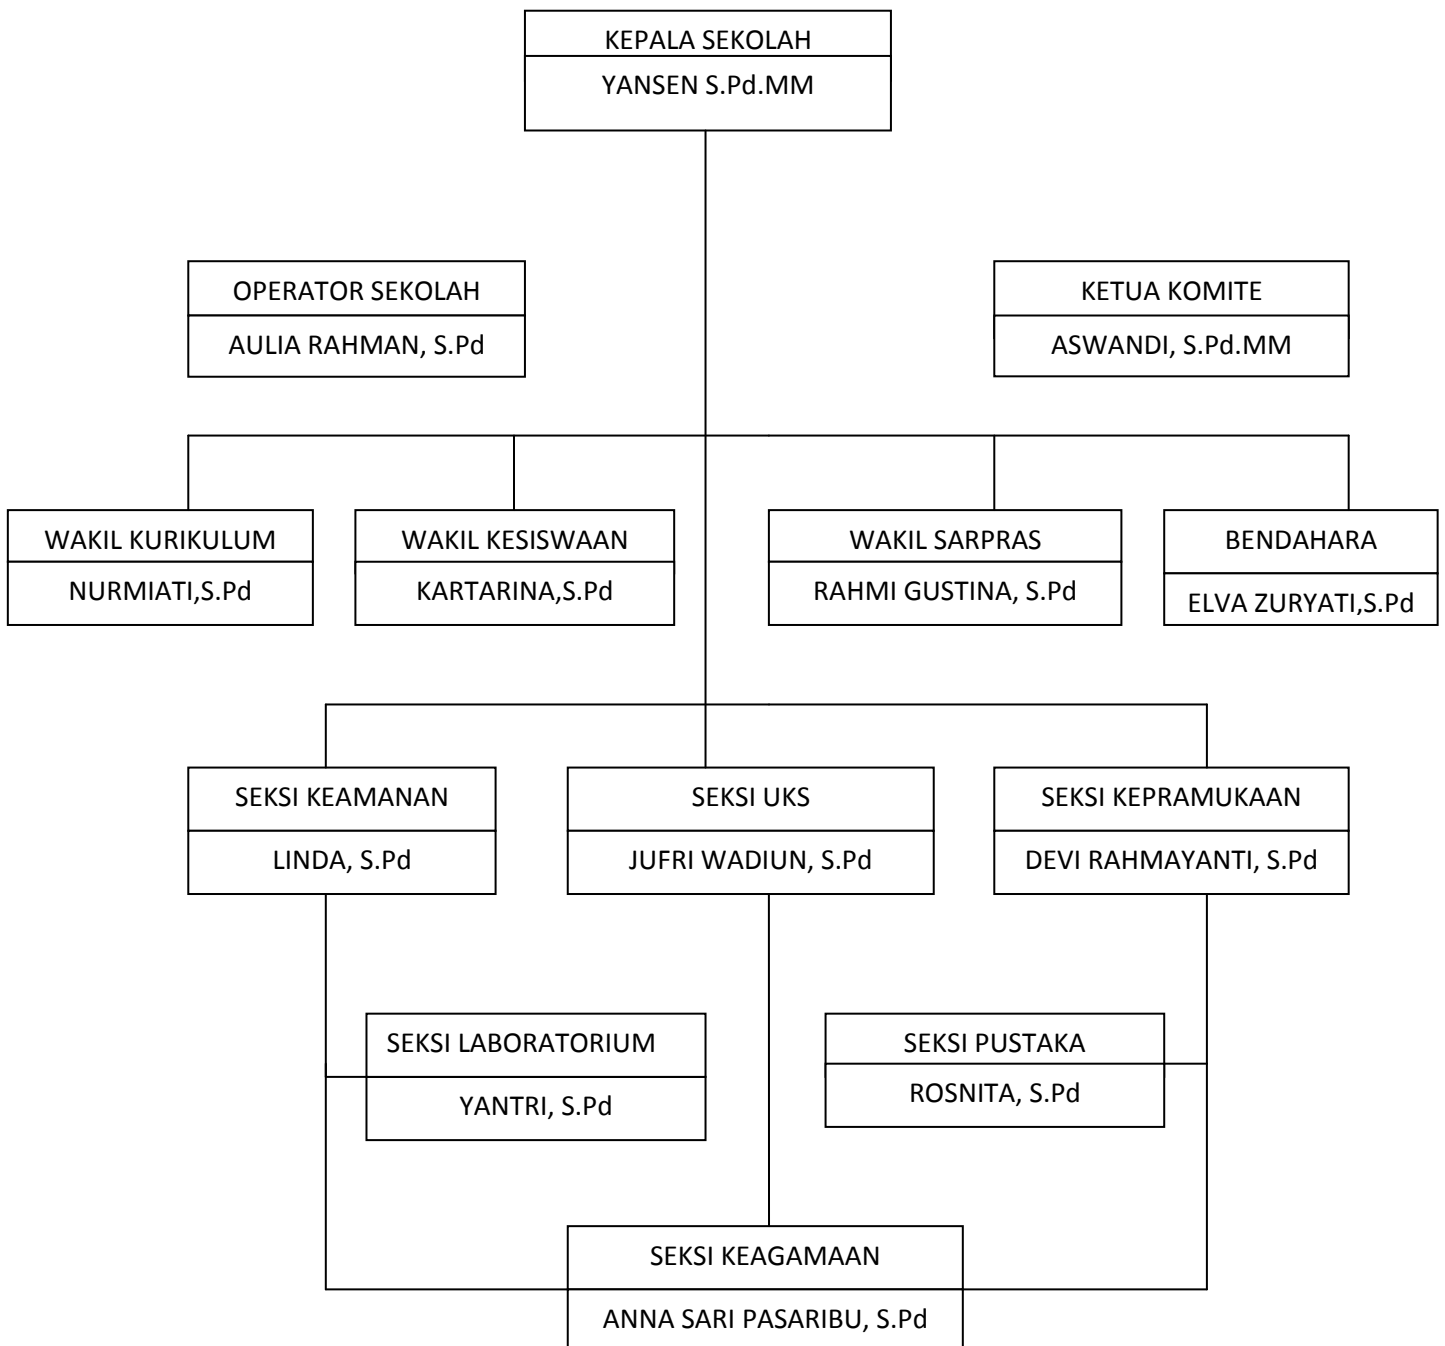 KEPALA SEKOLAH
YANSEN S.Pd.MM
OPERATOR SEKOLAH
AULIA RAHMAN, S.Pd
KETUA KOMITE
ASWANDI, S.Pd.MM
WAKIL KURIKULUM
NURMIATI,S.Pd
WAKIL KESISWAAN
KARTARINA,S.Pd
WAKIL SARPRAS
RAHMI GUSTINA, S.Pd
BENDAHARA
ELVA ZURYATI,S.Pd
SEKSI KEAMANAN
LINDA, S.Pd
SEKSI UKS
JUFRI WADIUN, S.Pd
SEKSI KEPRAMUKAAN
DEVI RAHMAYANTI, S.Pd
SEKSI LABORATORIUM
YANTRI, S.Pd
SEKSI PUSTAKA
ROSNITA, S.Pd
SEKSI KEAGAMAAN
ANNA SARI PASARIBU, S.Pd